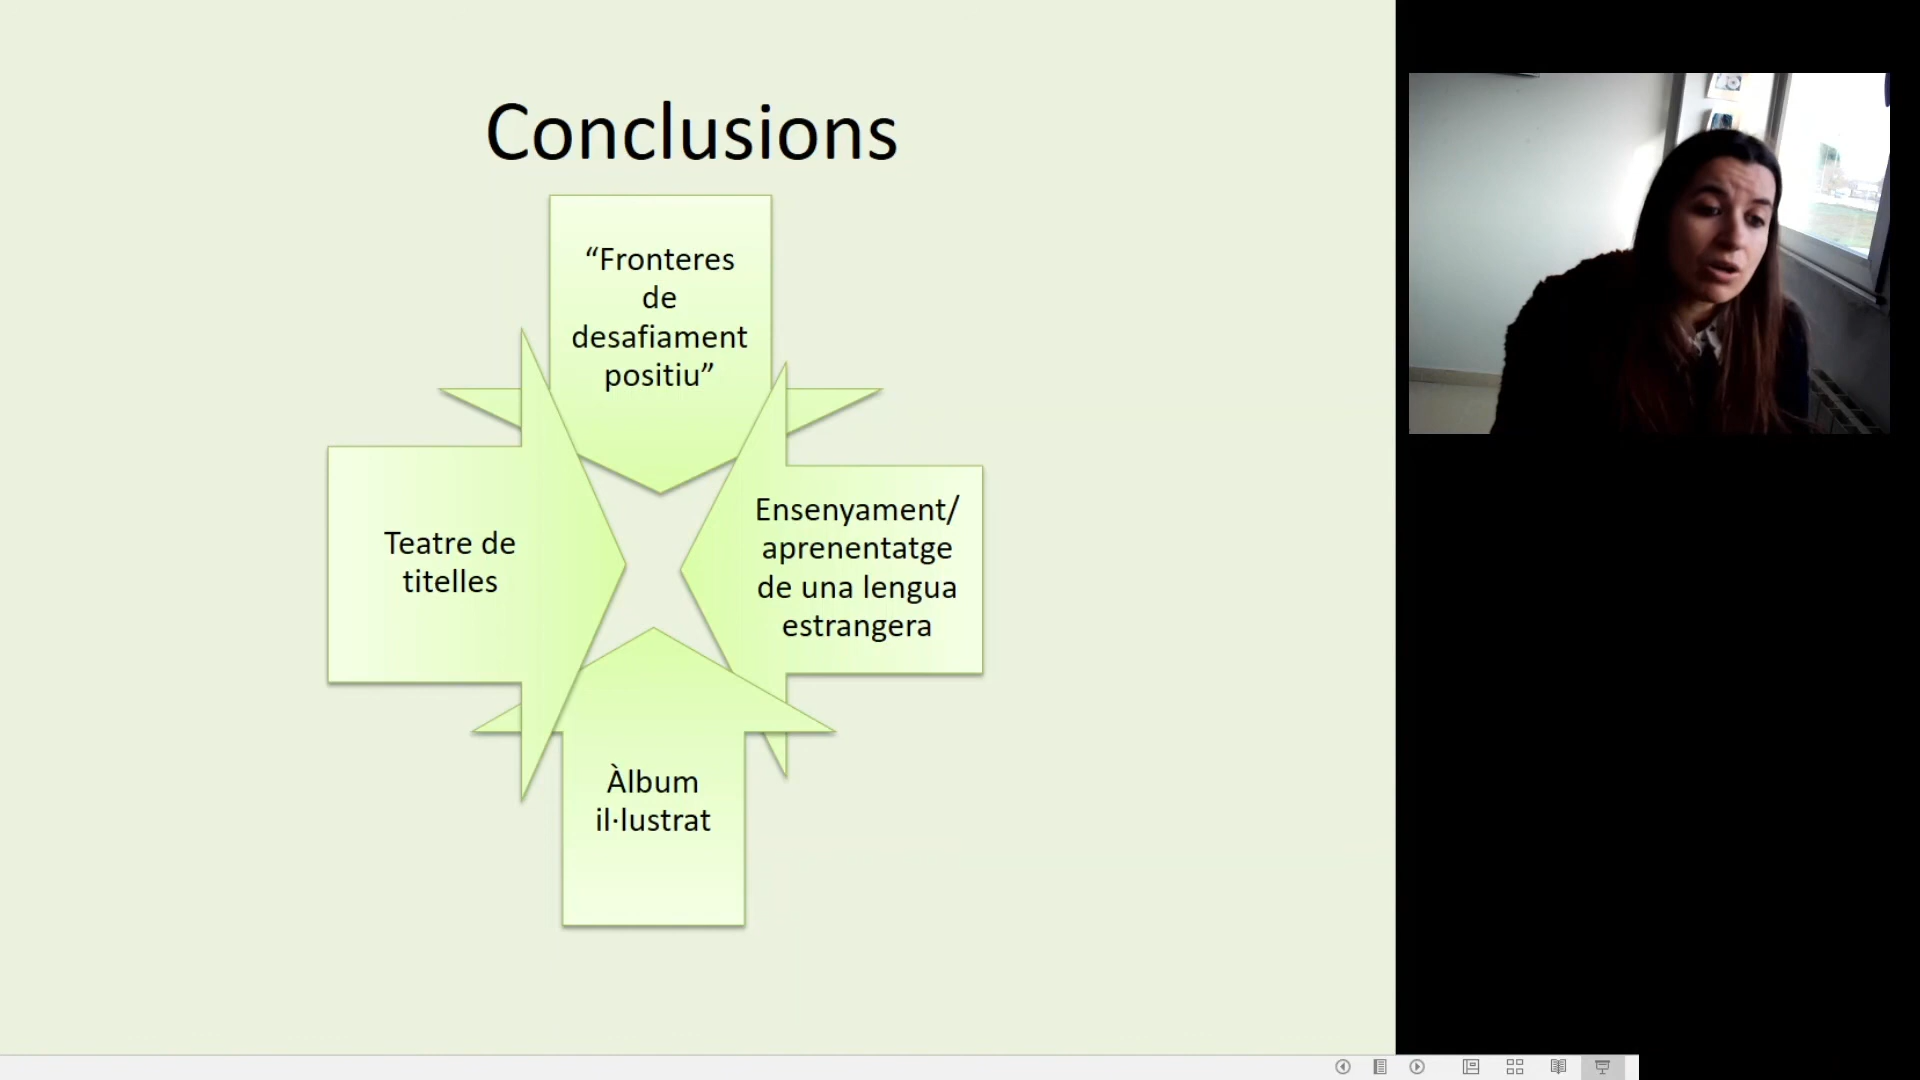 Conclusions
“Fronteres
de
desafiament
positiu”
Teatre de
titelles
Ensenyament/
aprenentatge
de una lengua
estrangera
Àlbum
il·lustrat